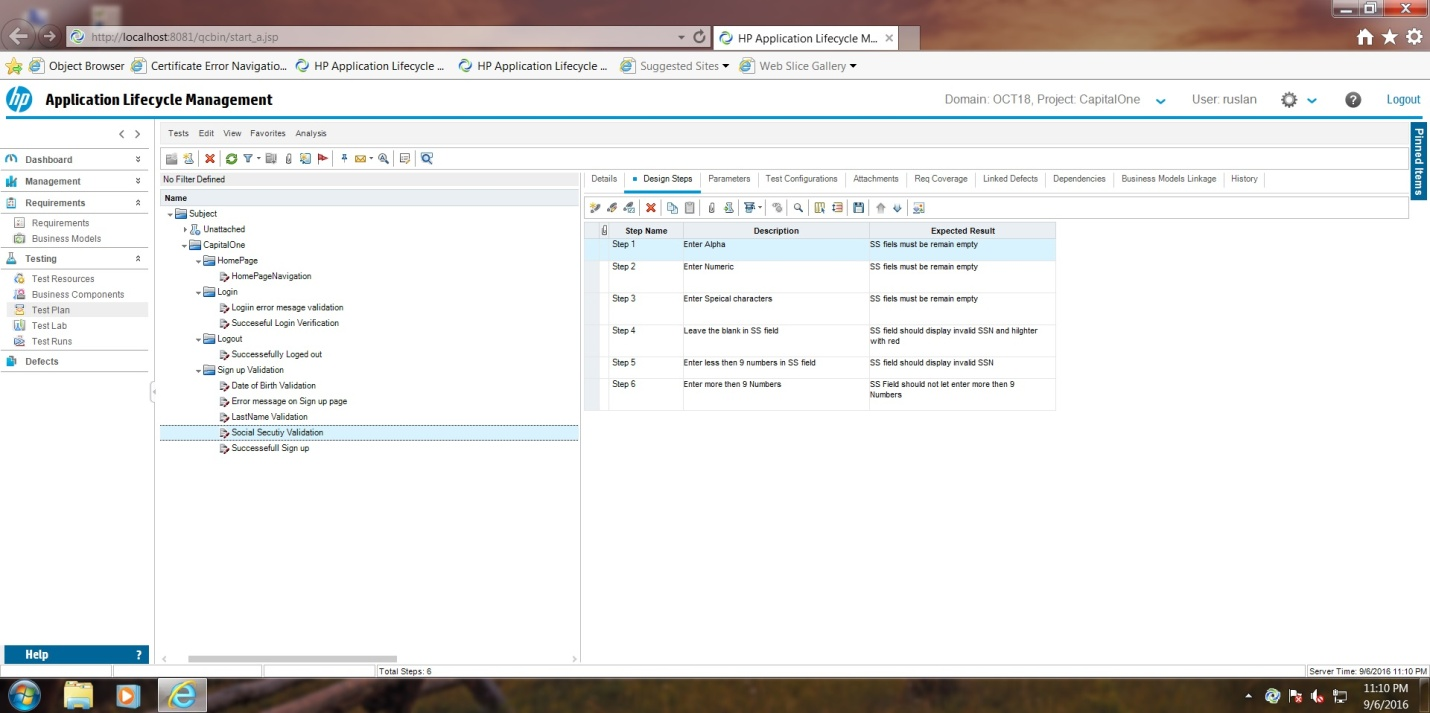 http://localhost:8081/qcbin/start_a.jsp
HP Application Lifecycle M...
Object Browser
Certificate Error Navigatio...
HP Application Lifecycle ...
HP Application Lifecycle ...
Suggested Sites
Web Slice Gallery
hp
Application Lifecycle Management
Domain: OCT18, Project: CapitalOne
User: ruslan
?
Logout
Pinned Items
Dashboard
Management
Requirements
Requirements
Business Models
Testing
Test Resources
Business Components
Test Plan
Test Lab
Test Runs
Defects
Help ?
Tests Edit View Favorites Analysis
No Filter Defined
Name
Subject
Unattached
CapitalOne
HomePage
HomePageNavigation
Login
Logiin error mesage validation
Succeseful Login Verification
Logout
Successefully Loged out
Sign up Validation
Date of Birth Validation
Error message on Sign up page
LastName Validation
Social Secutiy Validation
Successefull Sign up
Details Design Steps Parameters Test Configurations Attachments Req Coverage Linked Defects Dependencies Business Models Linkage History
Step Name Description Expected Result
Step 1 Enter Alpha SS fiels must be remain empty
Step 2 Enter Numeric SS fiels must be remain empty
Step 3 Enter Speical characters SS fiels must be remain empty
Step 4 Leave the blank in SS field SS field should display invalid SSN and hilghter
with red
Step 5 Enter less then 9 numbers in SS field SS field should display invalid SSN
Step 6 Enter more then 9 Numbers SS Field should not let enter more then 9
Numbers
Total Steps: 6
Server Time: 9/6/2016 11:10 PM
11:10 PM
9/6/2016